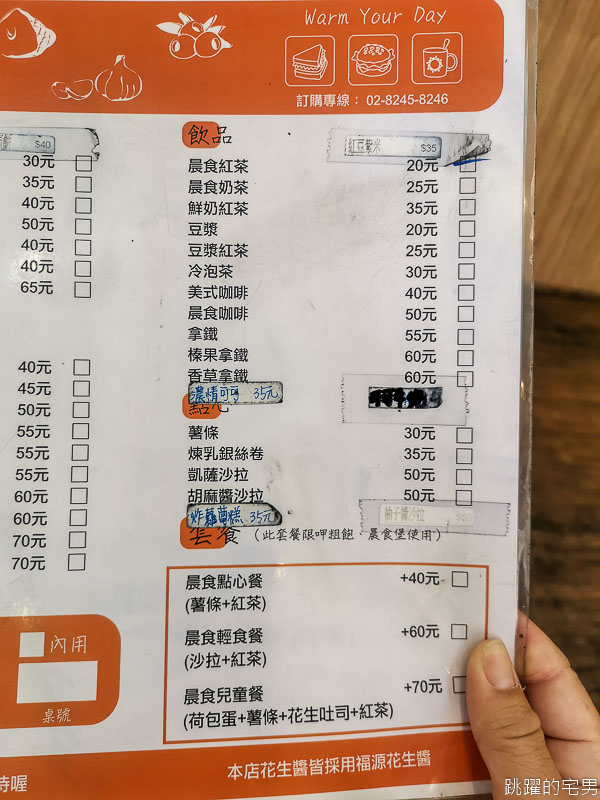 Warm Your Day
訂購專線： 02-8245-8246
$40
30元
35元
40元
50元
40元
40元
65元
40元
45元
50元
55元
55元
55元
60元
60元
70元
70元
內用
桌號
飲品
紅豆紫米 $35
晨食紅茶 20元
晨食奶茶 25元
鮮奶紅茶 35元
豆漿 20元
豆漿紅茶 25元
冷泡茶 30元
美式咖啡 40元
晨食咖啡 50元
拿鐵 55元
榛果拿鐵 60元
香草拿鐵 60元
濃情可可 35元
點心
薯條 30元
煉乳銀絲卷 35元
凱薩沙拉 50元
胡麻醬沙拉 50元
炸蘿蔔糕 35元
柚子醬沙拉
套餐 （此套餐限呷粗飽、晨食堡使用）
晨食點心餐 +40元
(薯條+紅茶)
晨食輕食餐 +60元
(沙拉+紅茶)
晨食兒童餐 +70元
(荷包蛋+薯條+花生吐司+紅茶)
待喔
本店花生醬皆採用福源花生醬
跳躍的宅男